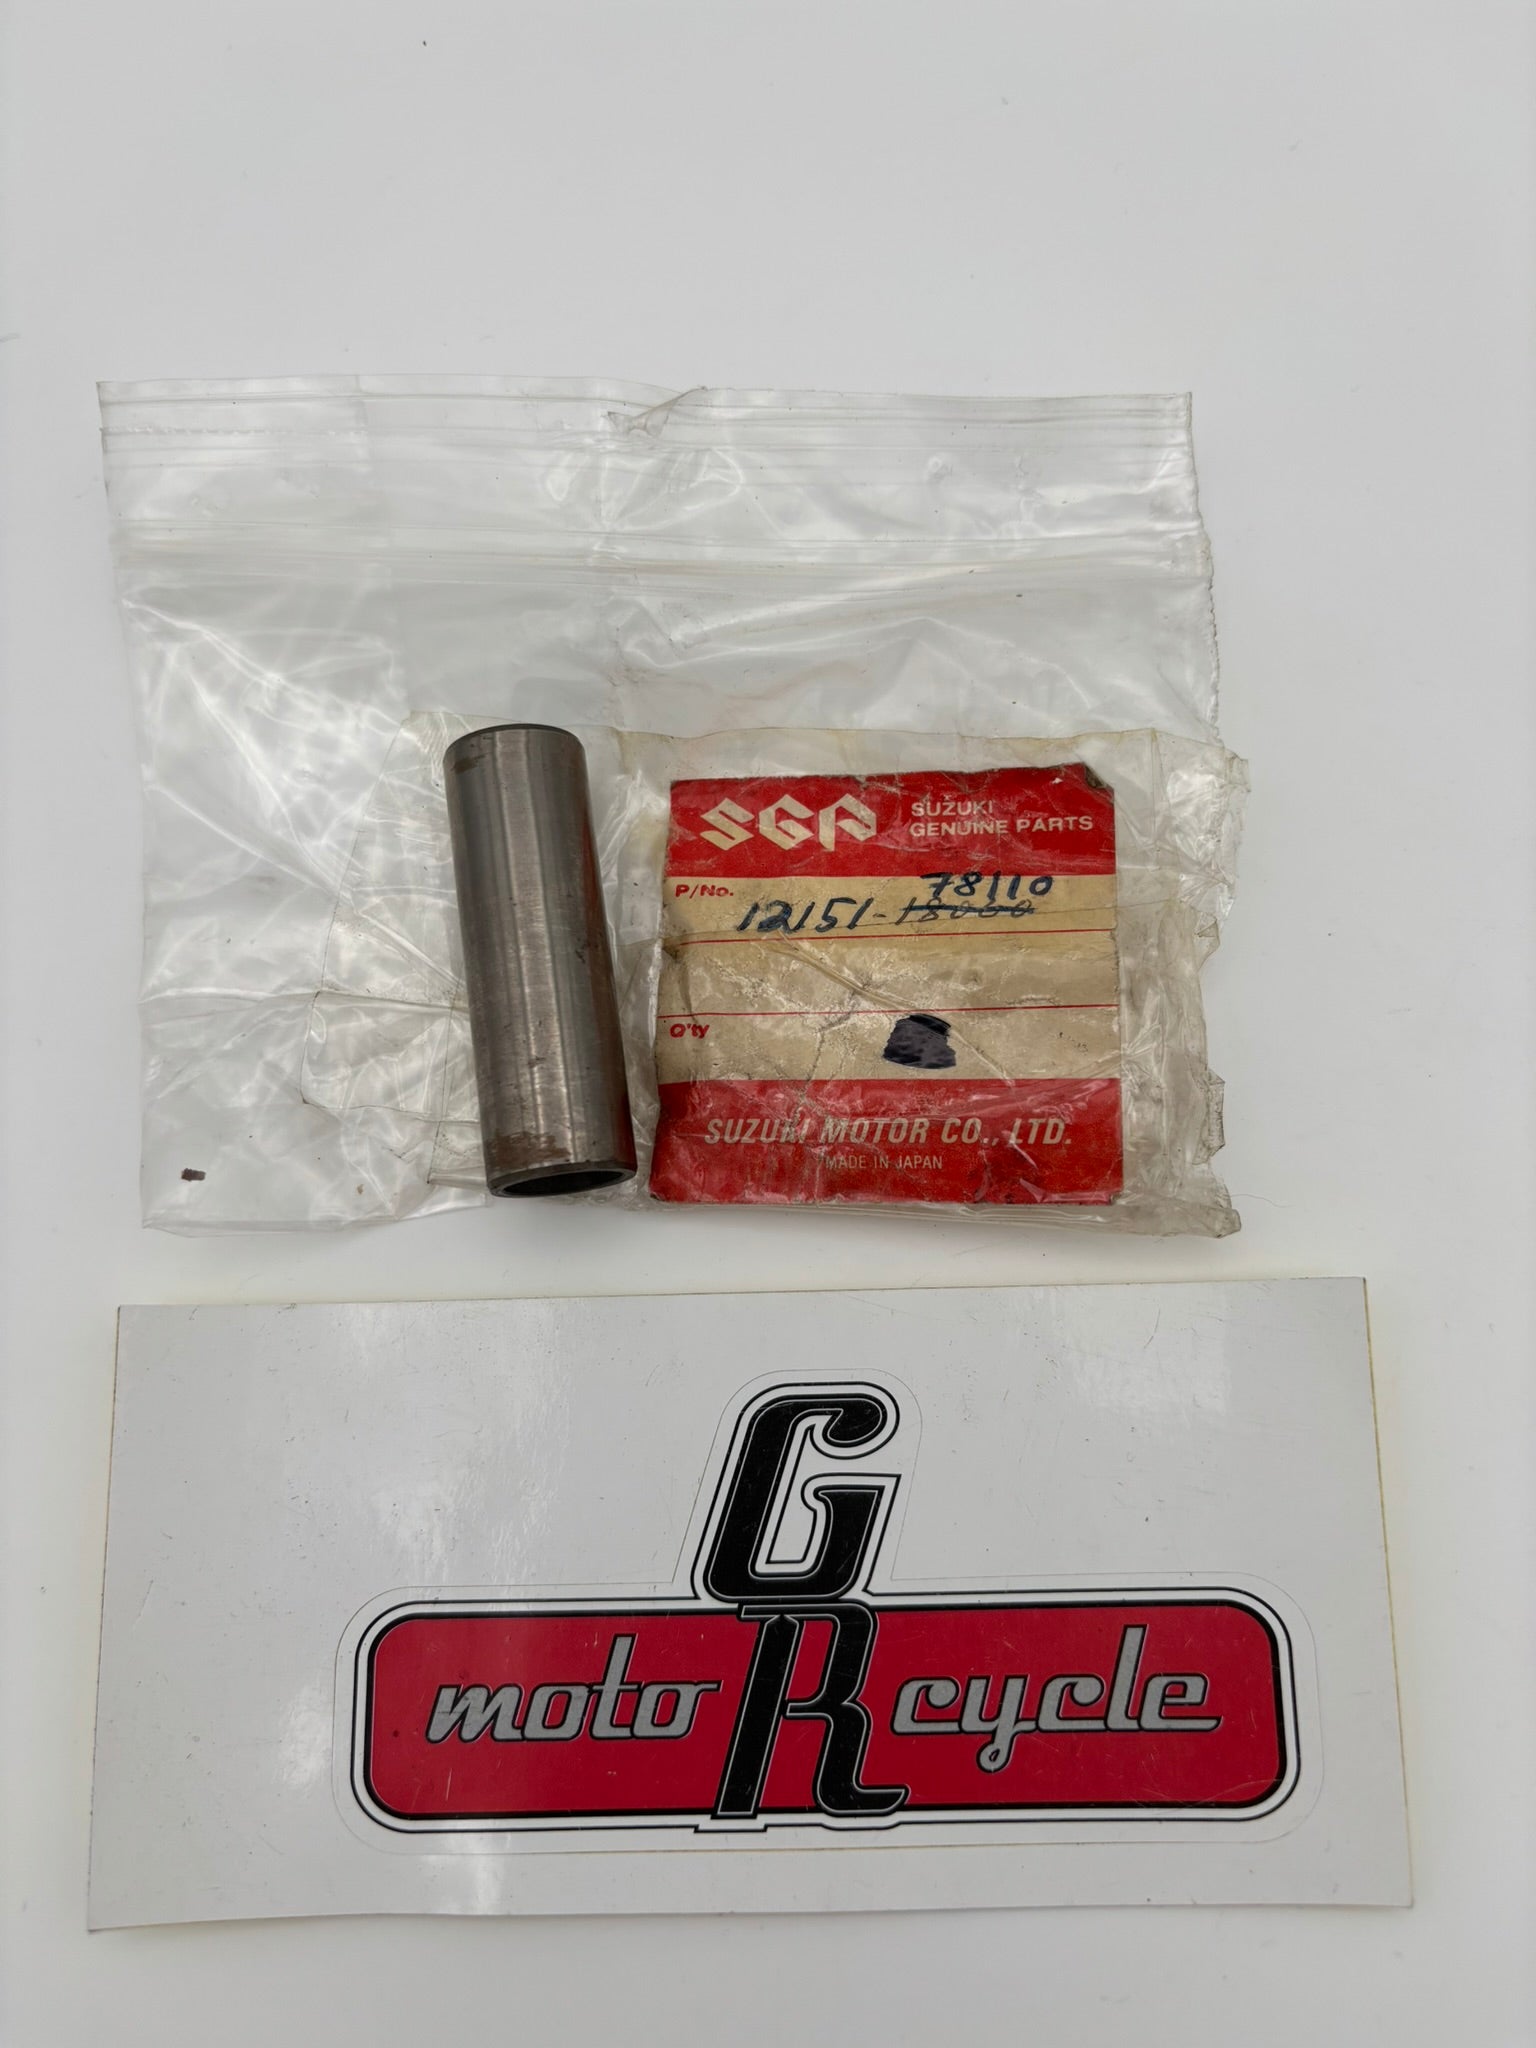 SGP SUZUKI
GENUINE PARTS
P/No. 78110
12151-18000
Q'ty
SUZUKI MOTOR CO., LTD.
MADE IN JAPAN
G
moto R cycle